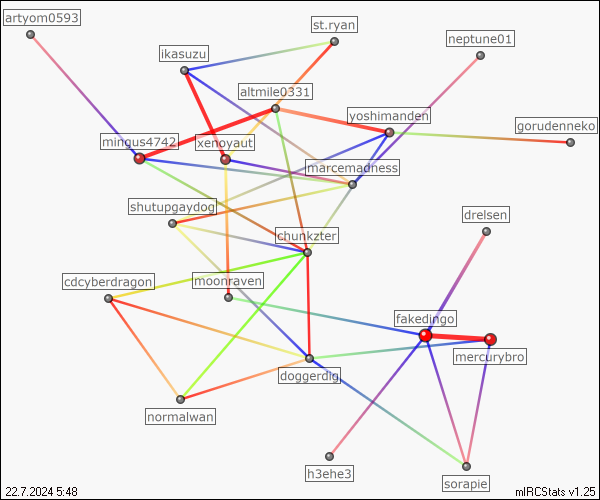 artyom0593
st.ryan
neptune01
ikasuzu
altmile0331
yoshimanden
gorudenneko
mingus4742
xenoyaut
marcemadness
shutupgaydog
drelsen
chunkzter
cdcyberdragon
moonraven
fakedingo
mercurybro
doggerdig
normalwan
h3ehe3
sorapie
22.7.2024 5:48
mIRCStats v1.25